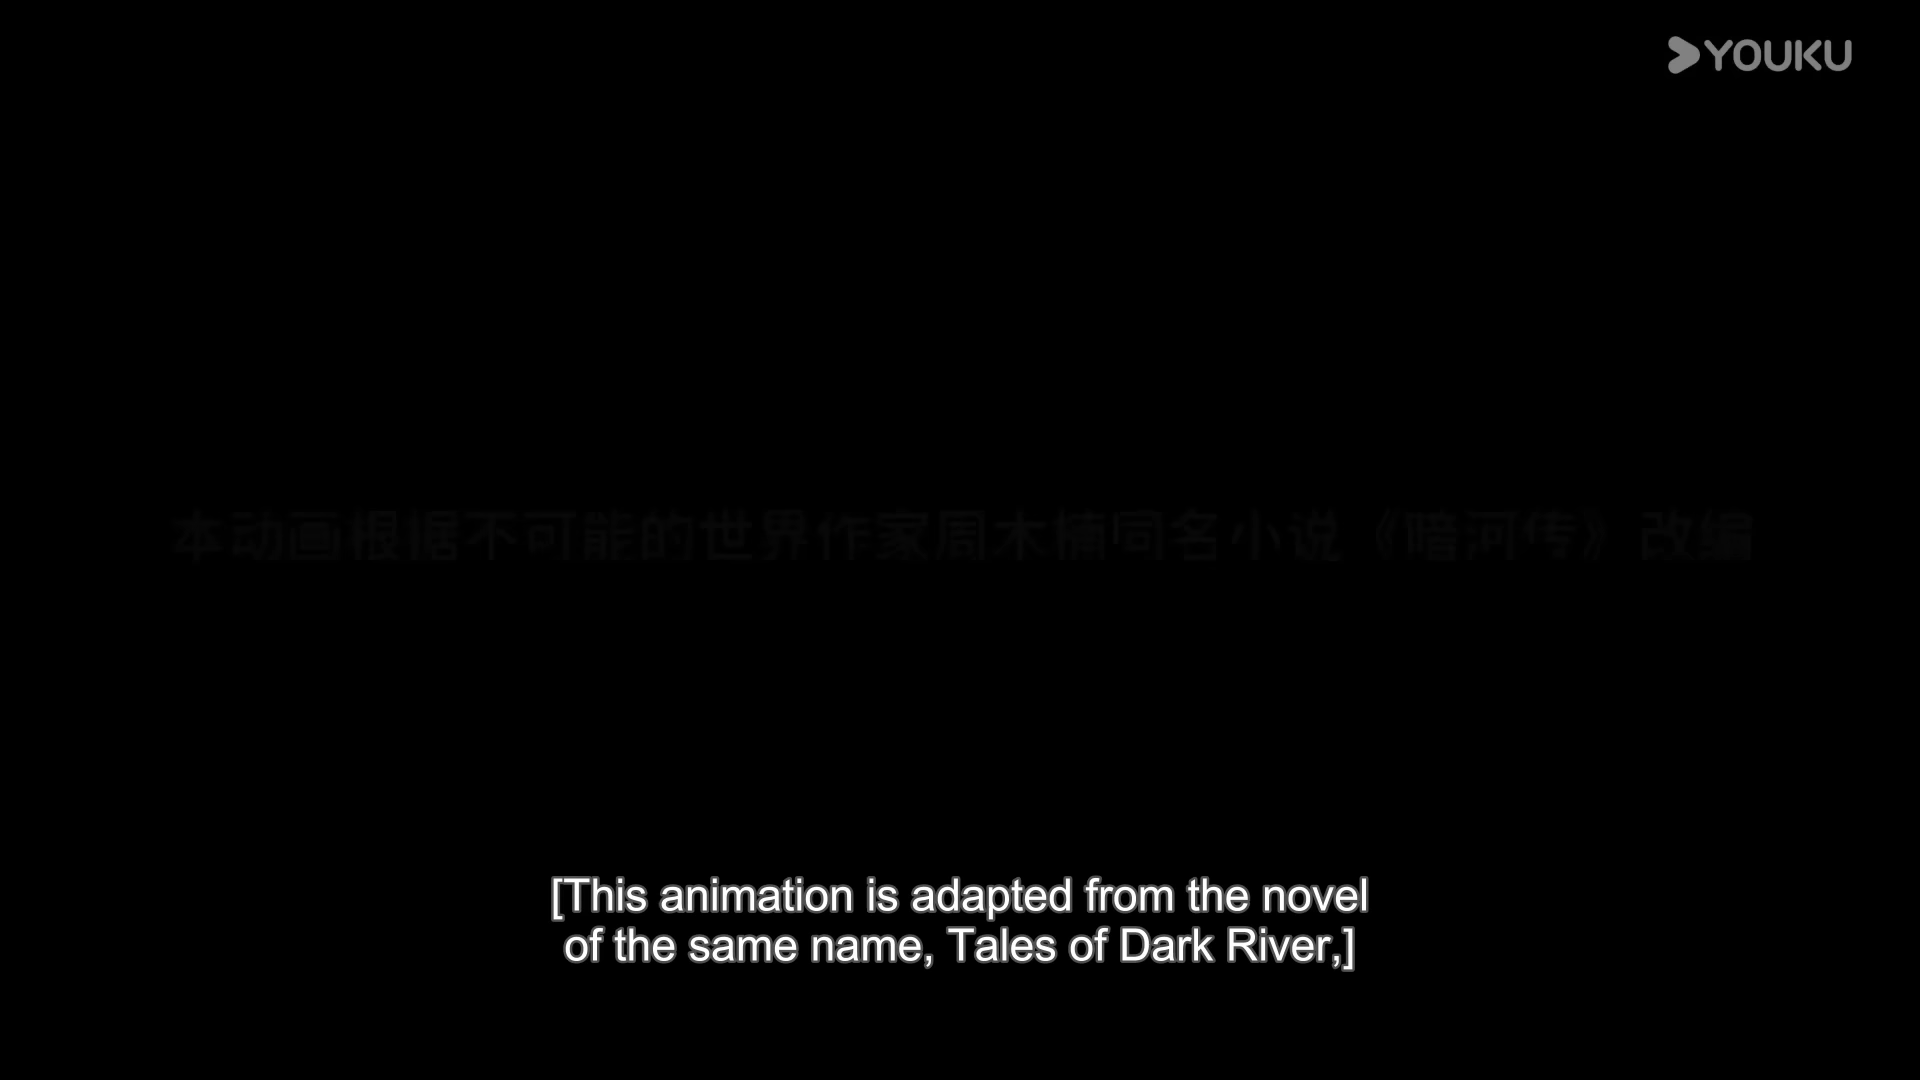 YOUKU
本动画根据不可能的世界作家周木楠同名小说《暗河传》改编
[This animation is adapted from the novel
of the same name, Tales of Dark River,]